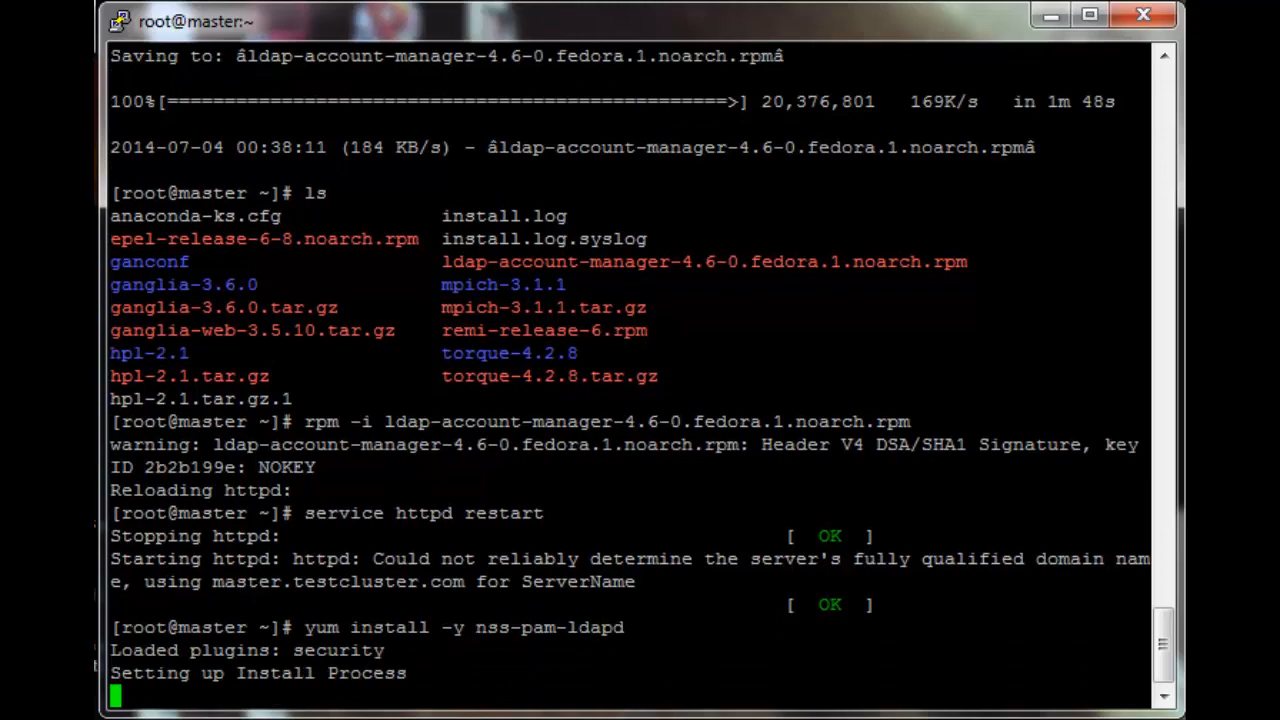 root@master:~
Saving to: âldap-account-manager-4.6-0.fedora.1.noarch.rpmâ
100%[=================================================>] 20,376,801 169K/s in 1m 48s
2014-07-04 00:38:11 (184 KB/s) - âldap-account-manager-4.6-0.fedora.1.noarch.rpmâ
[root@master ~]# ls
anaconda-ks.cfg install.log
epel-release-6-8.noarch.rpm install.log.syslog
ganconf ldap-account-manager-4.6-0.fedora.1.noarch.rpm
ganglia-3.6.0 mpich-3.1.1
ganglia-3.6.0.tar.gz mpich-3.1.1.tar.gz
ganglia-web-3.5.10.tar.gz remi-release-6.rpm
hpl-2.1 torque-4.2.8
hpl-2.1.tar.gz torque-4.2.8.tar.gz
hpl-2.1.tar.gz.1
[root@master ~]# rpm -i ldap-account-manager-4.6-0.fedora.1.noarch.rpm
warning: ldap-account-manager-4.6-0.fedora.1.noarch.rpm: Header V4 DSA/SHA1 Signature, key
ID 2b2b199e: NOKEY
Reloading httpd:
[root@master ~]# service httpd restart
Stopping httpd: [ OK ]
Starting httpd: httpd: Could not reliably determine the server's fully qualified domain nam
e, using master.testcluster.com for ServerName
[ OK ]
[root@master ~]# yum install -y nss-pam-ldapd
Loaded plugins: security
Setting up Install Process